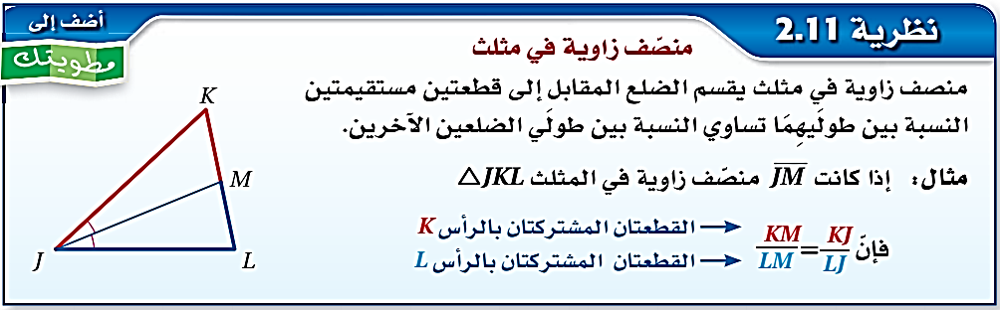 نظرية 2.11
أضف إلى
مطويتك
منصّف زاوية في مثلث
منصف زاوية في مثلث يقسم الضلع المقابل إلى قطعتين مستقيمتين
النسبة بين طولَيهِمَا تساوي النسبة بين طولَي الضلعين الآخرين.
مثال: إذا كانت JM منصّف زاوية في المثلث △JKL
فإنّ KM/LM = KJ/LJ
القطعتان المشتركتان بالرأس K
القطعتان المشتركتان بالرأس L
K
M
J
L